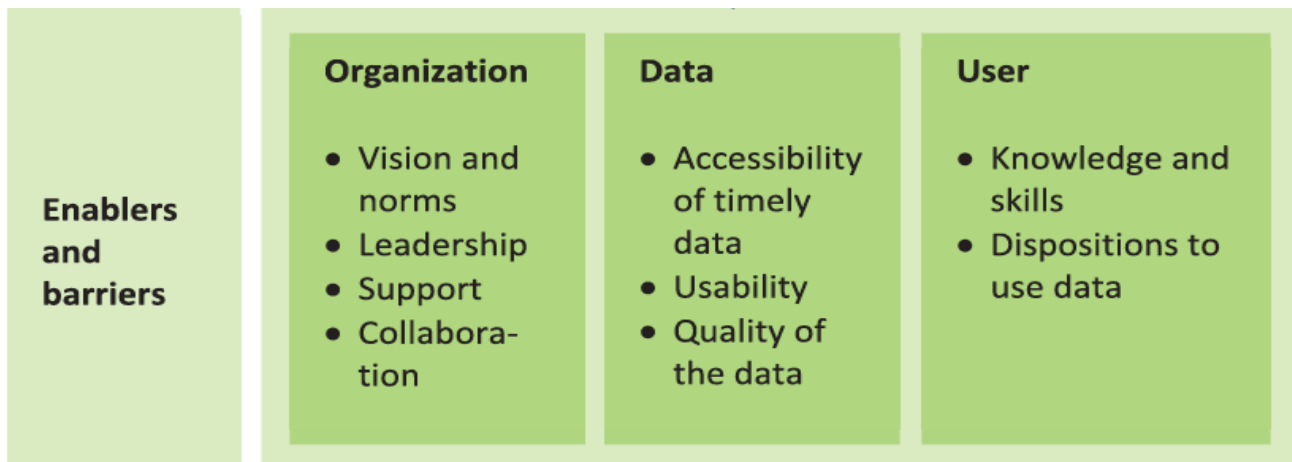 Enablers
and
barriers
Organization
• Vision and
norms
• Leadership
• Support
• Collabora-
tion
Data
• Accessibility
of timely
data
• Usability
• Quality of
the data
User
• Knowledge and
skills
• Dispositions to
use data